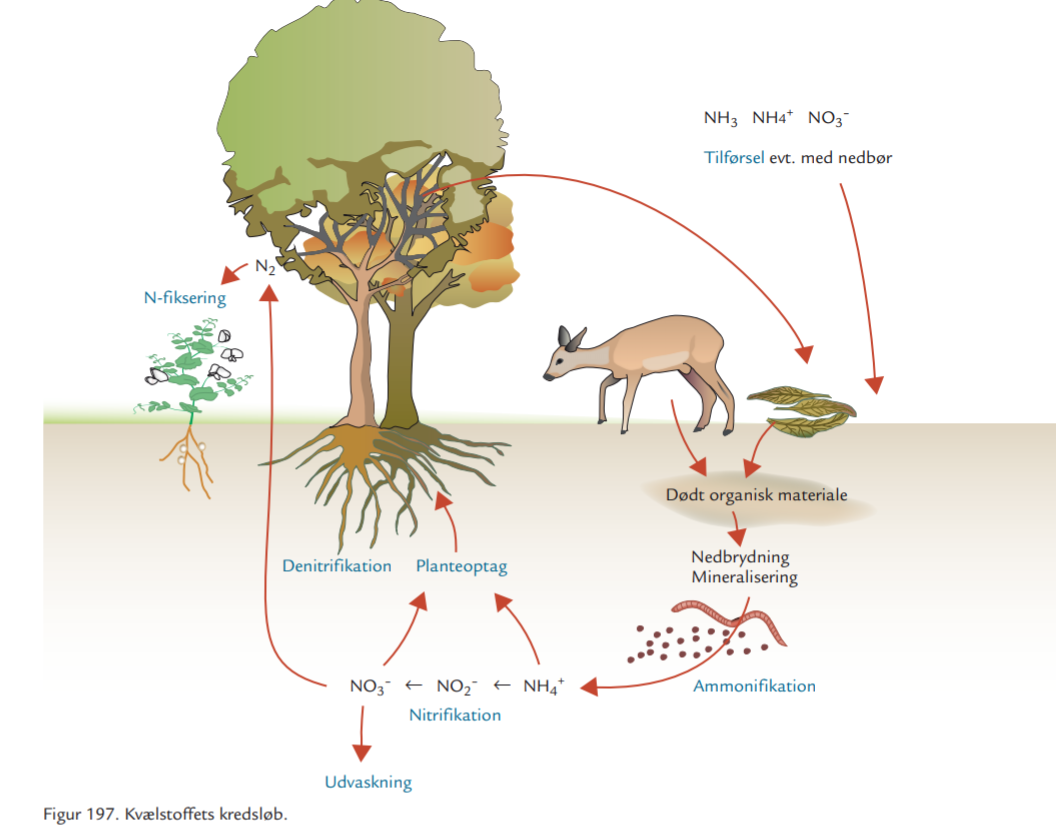 NH₃ NH4⁺ NO₃⁻
Tilførsel evt. med nedbør
N₂
N-fiksering
Dødt organisk materiale
Nedbrydning
Mineralisering
Denitrifikation Planteoptag
NO₃⁻ ← NO₂⁻ ← NH₄⁺
Ammonifikation
Nitrifikation
Udvaskning
Figur 197. Kvælstoffets kredsløb.